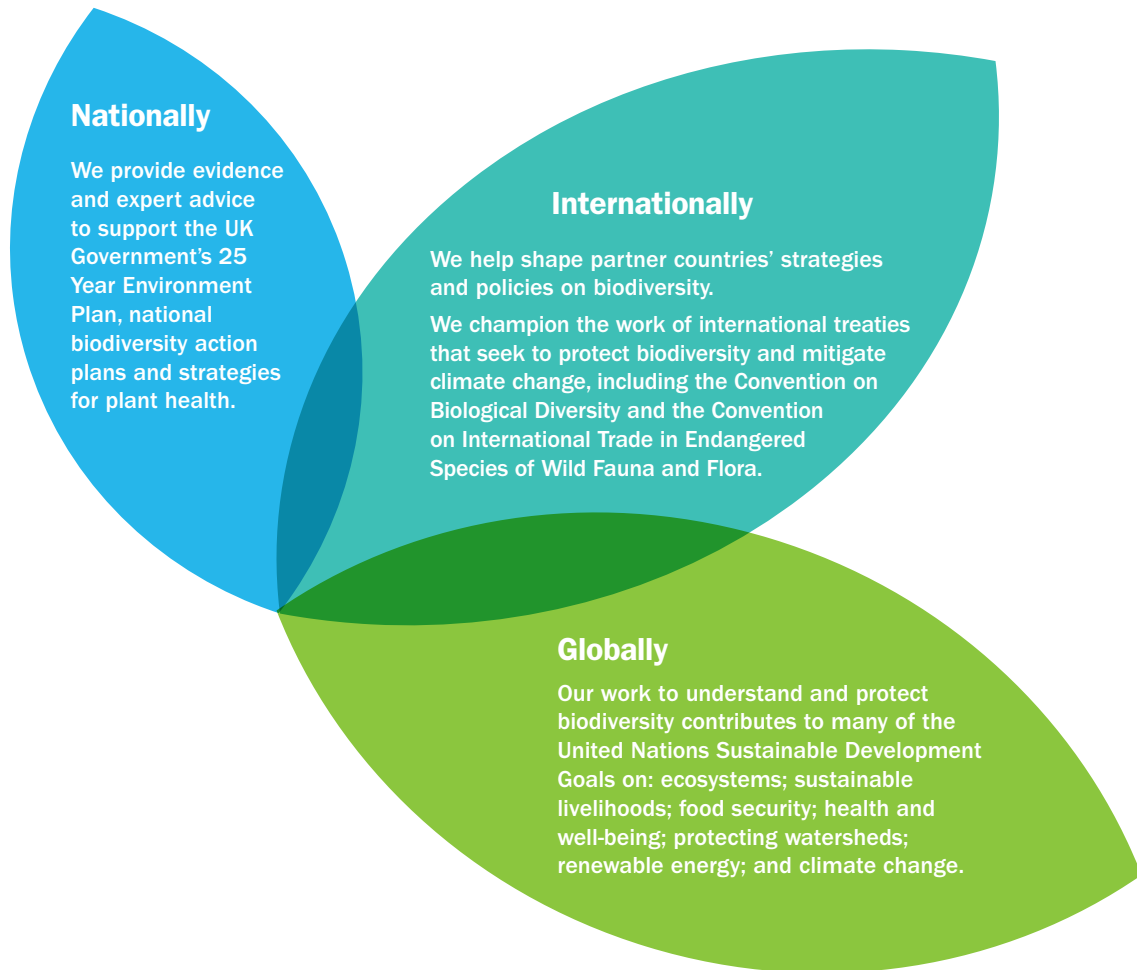 Nationally
We provide evidence
and expert advice
to support the UK
Government’s 25
Year Environment
Plan, national
biodiversity action
plans and strategies
for plant health.
Internationally
We help shape partner countries’ strategies
and policies on biodiversity.
We champion the work of international treaties
that seek to protect biodiversity and mitigate
climate change, including the Convention on
Biological Diversity and the Convention
on International Trade in Endangered
Species of Wild Fauna and Flora.
Globally
Our work to understand and protect
biodiversity contributes to many of the
United Nations Sustainable Development
Goals on: ecosystems; sustainable
livelihoods; food security; health and
well-being; protecting watersheds;
renewable energy; and climate change.